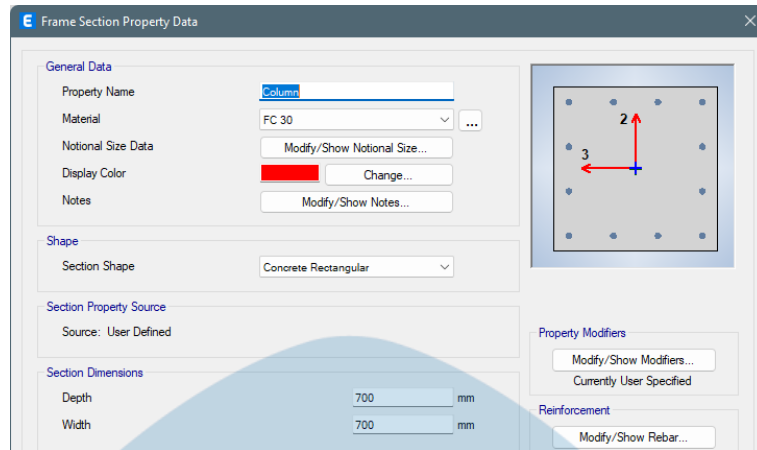 E Frame Section Property Data
General Data
Property Name Column
Material FC 30 ...
Notional Size Data Modify/Show Notional Size...
Display Color Change...
Notes Modify/Show Notes...
Shape
Section Shape Concrete Rectangular
Section Property Source
Source: User Defined
Section Dimensions
Depth 700 mm
Width 700 mm
2
3
Property Modifiers
Modify/Show Modifiers...
Currently User Specified
Reinforcement
Modify/Show Rebar...